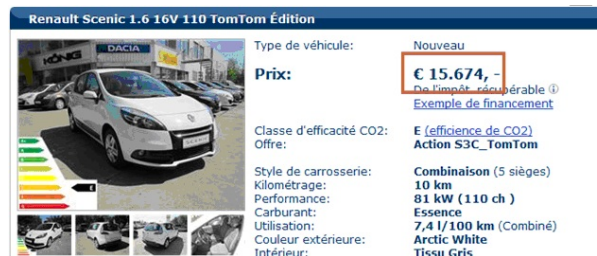 Renault Scenic 1.6 16V 110 TomTom Édition
KÖNIG
DACIA
Type de véhicule: Nouveau
Prix: € 15.674, -
De l'impôt récupérable
Exemple de financement
Classe d'efficacité CO2: E (efficience de CO2)
Offre: Action S3C_TomTom
Style de carrosserie: Combinaison (5 sièges)
Kilométrage: 10 km
Performance: 81 kW (110 ch )
Carburant: Essence
Utilisation: 7,4 l/100 km (Combiné)
Couleur extérieure: Arctic White
Intérieur: Tissu Gris
E